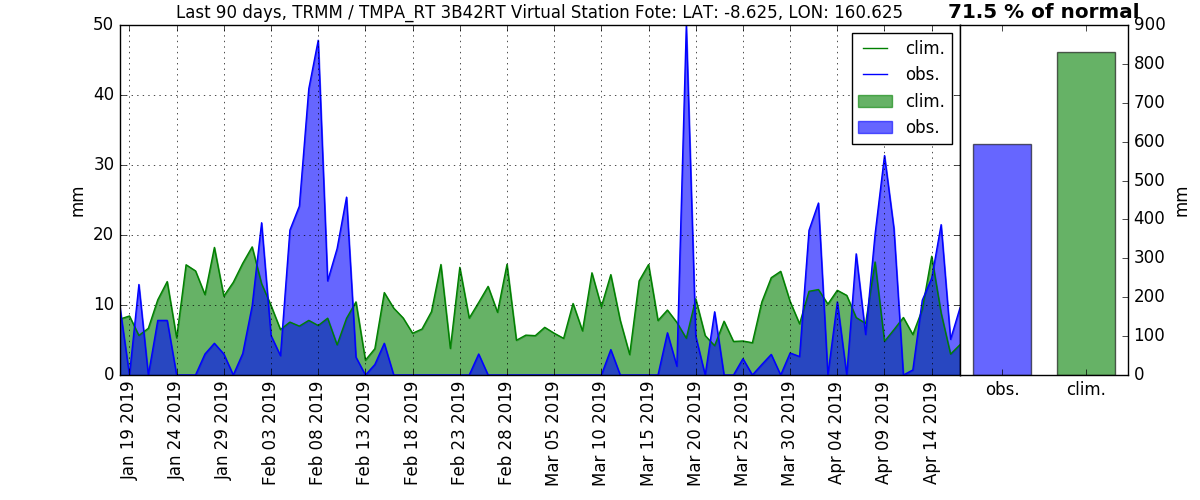 Last 90 days, TRMM / TMPA_RT 3B42RT Virtual Station Fote: LAT: -8.625, LON: 160.625
71.5 % of normal
50
40
30
20
10
0
mm
clim.
obs.
clim.
obs.
900
800
700
600
500
400
300
200
100
0
mm
obs.
clim.
Jan 19 2019
Jan 24 2019
Jan 29 2019
Feb 03 2019
Feb 08 2019
Feb 13 2019
Feb 18 2019
Feb 23 2019
Feb 28 2019
Mar 05 2019
Mar 10 2019
Mar 15 2019
Mar 20 2019
Mar 25 2019
Mar 30 2019
Apr 04 2019
Apr 09 2019
Apr 14 2019